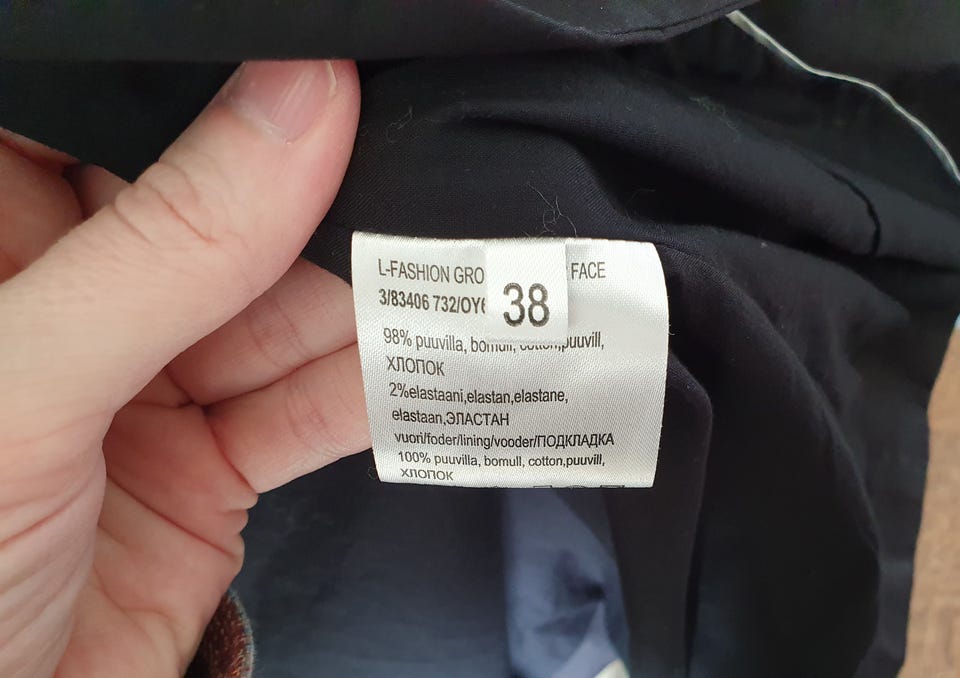 L-FASHION GRO FACE
38
3/83406 732/OY
98% puuvilla, bomull, cotton,puuvill,
ХЛОПОК
2%elastaani,elastan,elastane,
elastaan,ЭЛАСТАН
vuori/foder/lining/vooder/ПОДКЛАДКА
100% puuvilla, bomull, cotton,puuvill,
ХЛОПОК